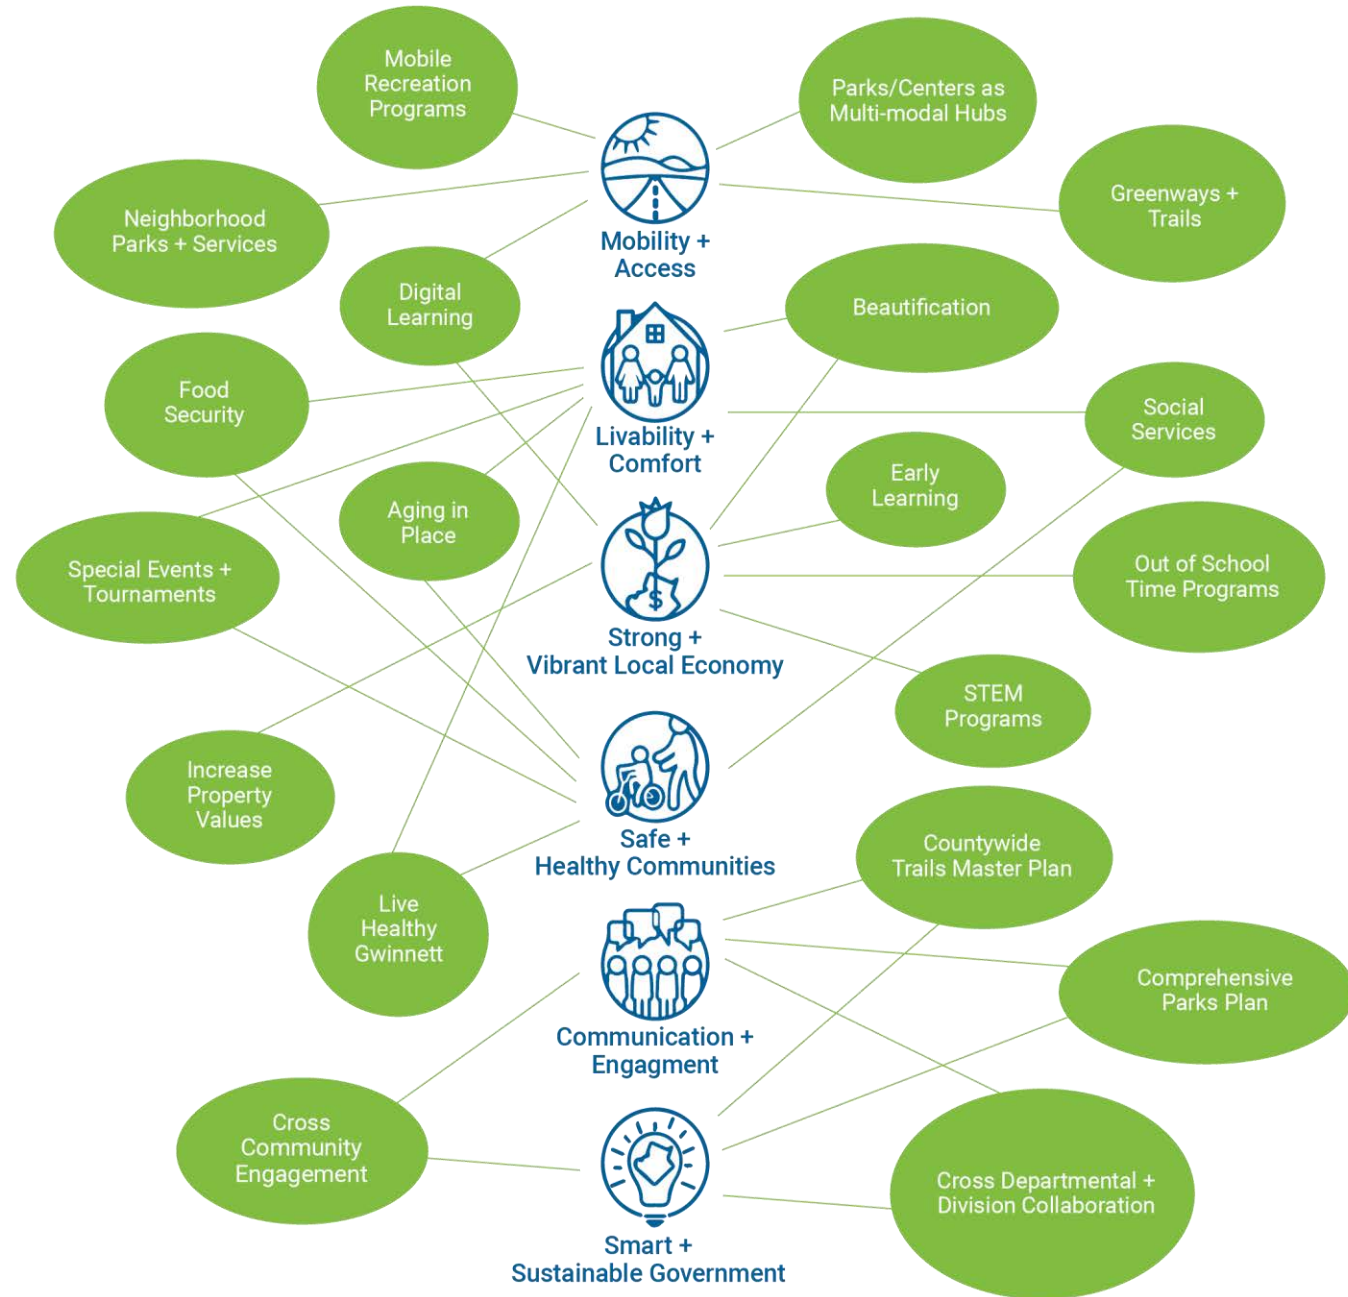 Mobile
Recreation
Programs
Parks/Centers as
Multi-modal Hubs
Neighborhood
Parks + Services
Greenways +
Trails
Mobility +
Access
Digital
Learning
Beautification
Food
Security
Social
Services
Livability +
Comfort
Early
Learning
Aging in
Place
Special Events +
Tournaments
Out of School
Time Programs
$
Strong +
Vibrant Local Economy
STEM
Programs
Increase
Property
Values
Safe +
Healthy Communities
Countywide
Trails Master Plan
Live
Healthy
Gwinnett
Comprehensive
Parks Plan
Communication +
Engagment
Cross
Community
Engagement
Cross Departmental +
Division Collaboration
Smart +
Sustainable Government